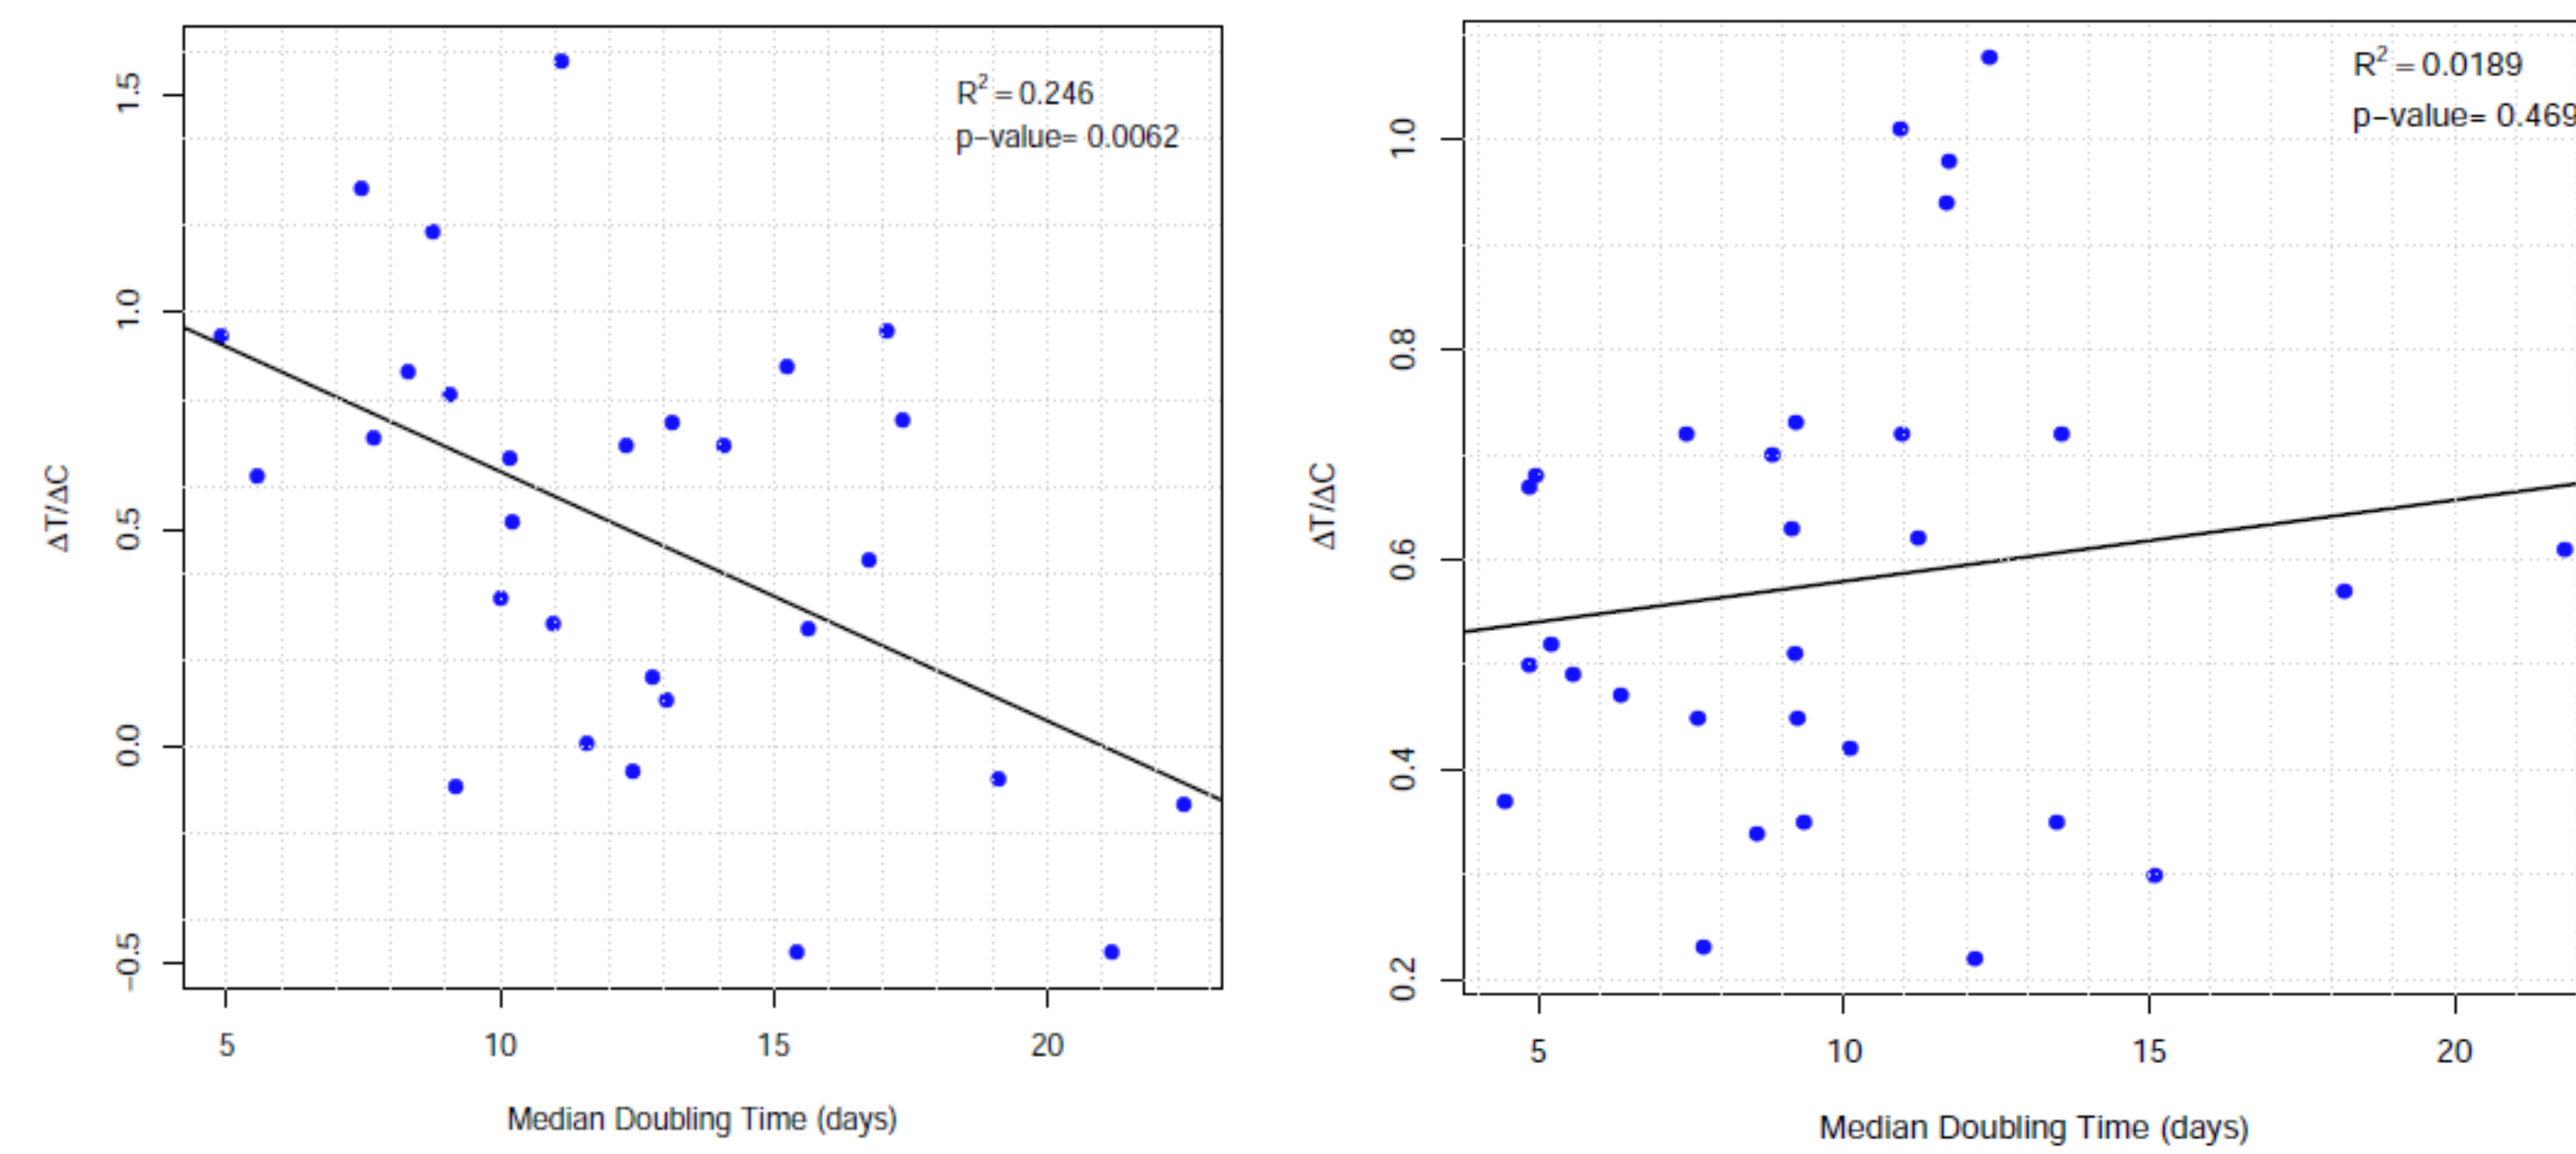 R² = 0.246
p-value= 0.0062
1.5
1.0
0.5
0.0
-0.5
ΔT/ΔC
5 10 15 20
Median Doubling Time (days)
R² = 0.0189
p-value= 0.469
1.0
0.8
0.6
0.4
0.2
ΔT/ΔC
5 10 15 20
Median Doubling Time (days)